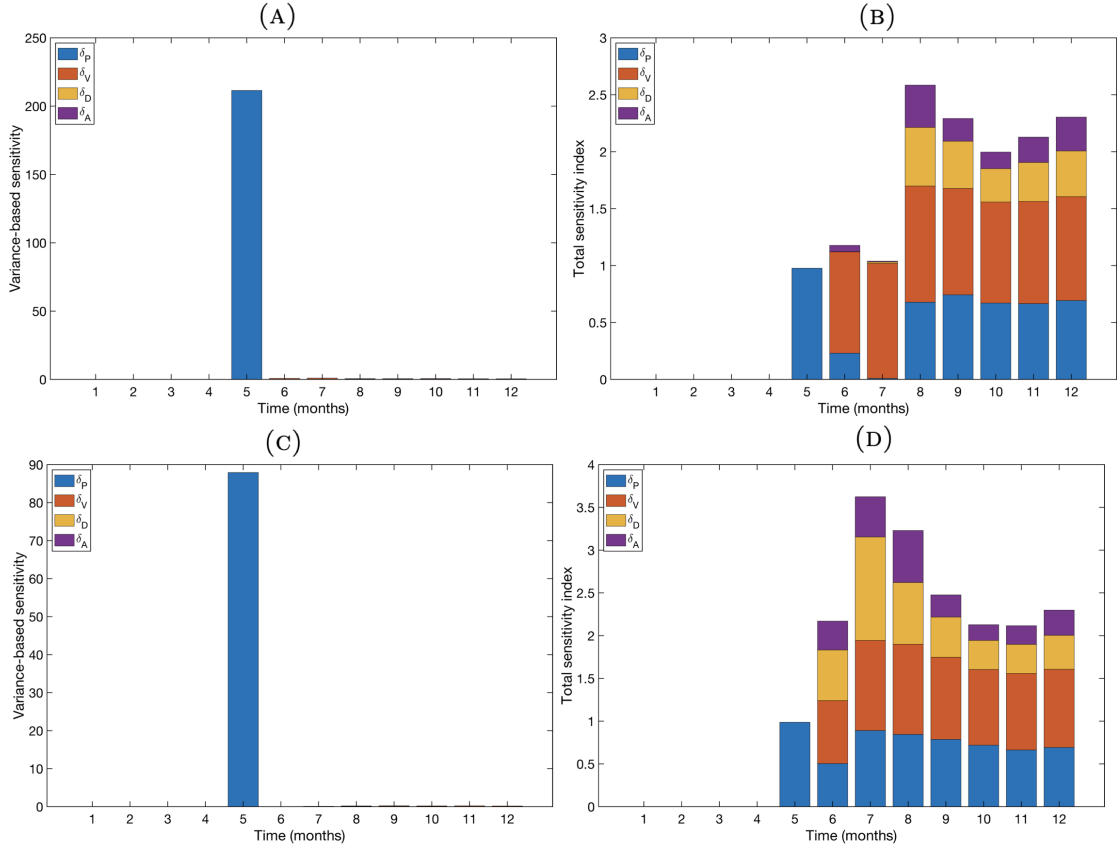 (A)
250
200
150
100
50
0
Variance-based sensitivity
δP
δV
δD
δA
1 2 3 4 5 6 7 8 9 10 11 12
Time (months)
(B)
3
2.5
2
1.5
1
0.5
0
Total sensitivity index
δP
δV
δD
δA
1 2 3 4 5 6 7 8 9 10 11 12
Time (months)
(C)
90
80
70
60
50
40
30
20
10
0
Variance-based sensitivity
δP
δV
δD
δA
1 2 3 4 5 6 7 8 9 10 11 12
Time (months)
(D)
4
3.5
3
2.5
2
1.5
1
0.5
0
Total sensitivity index
δP
δV
δD
δA
1 2 3 4 5 6 7 8 9 10 11 12
Time (months)